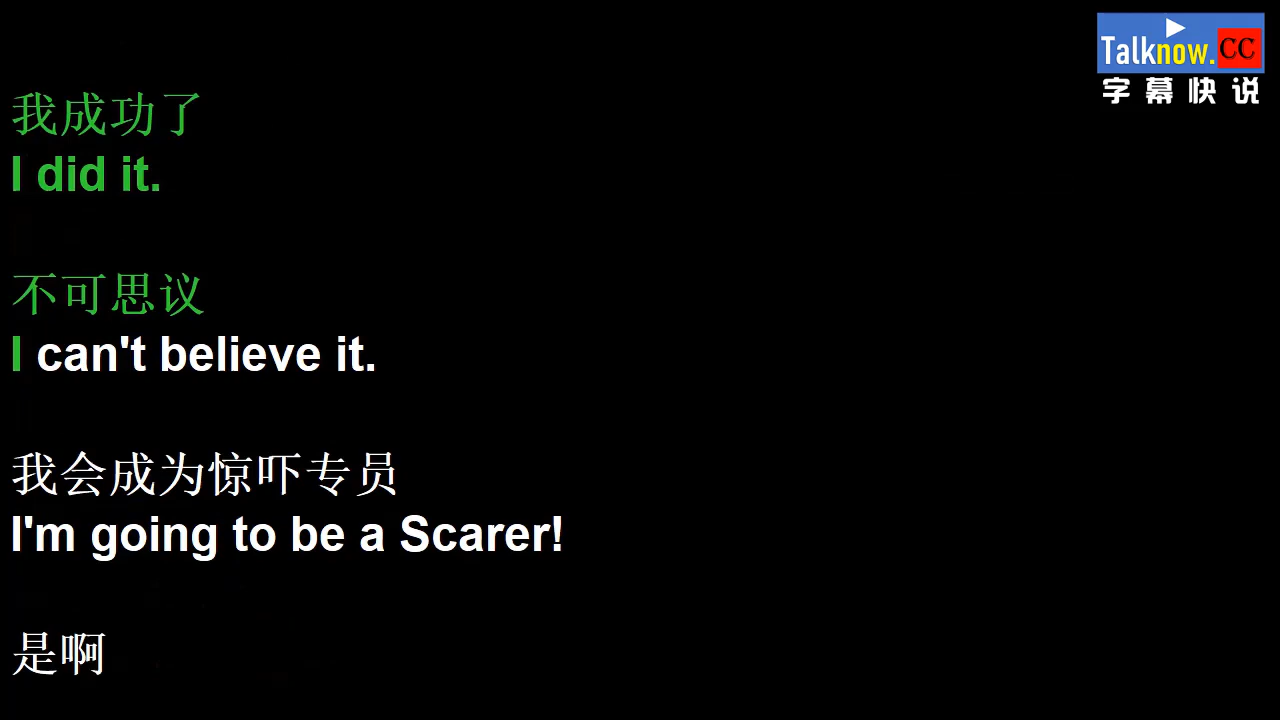 Talknow.CC
字幕快说
我成功了
I did it.
不可思议
I can't believe it.
我会成为惊吓专员
I'm going to be a Scarer!
是啊